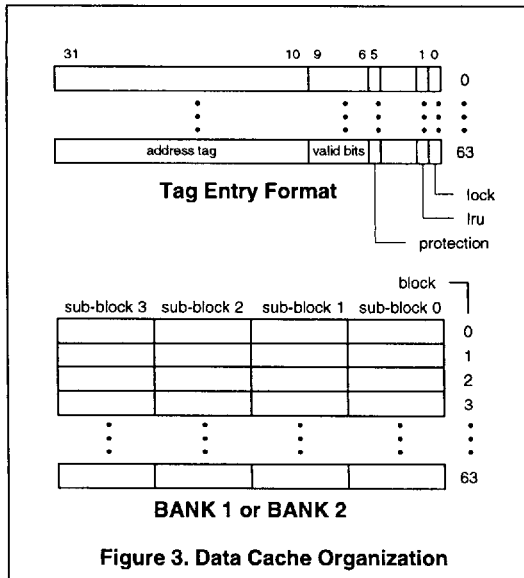 31 10 9 6 5 1 0
0
address tag valid bits 63
Tag Entry Format
lock
lru
protection
block
sub-block 3 sub-block 2 sub-block 1 sub-block 0
0
1
2
3
63
BANK 1 or BANK 2
Figure 3. Data Cache Organization